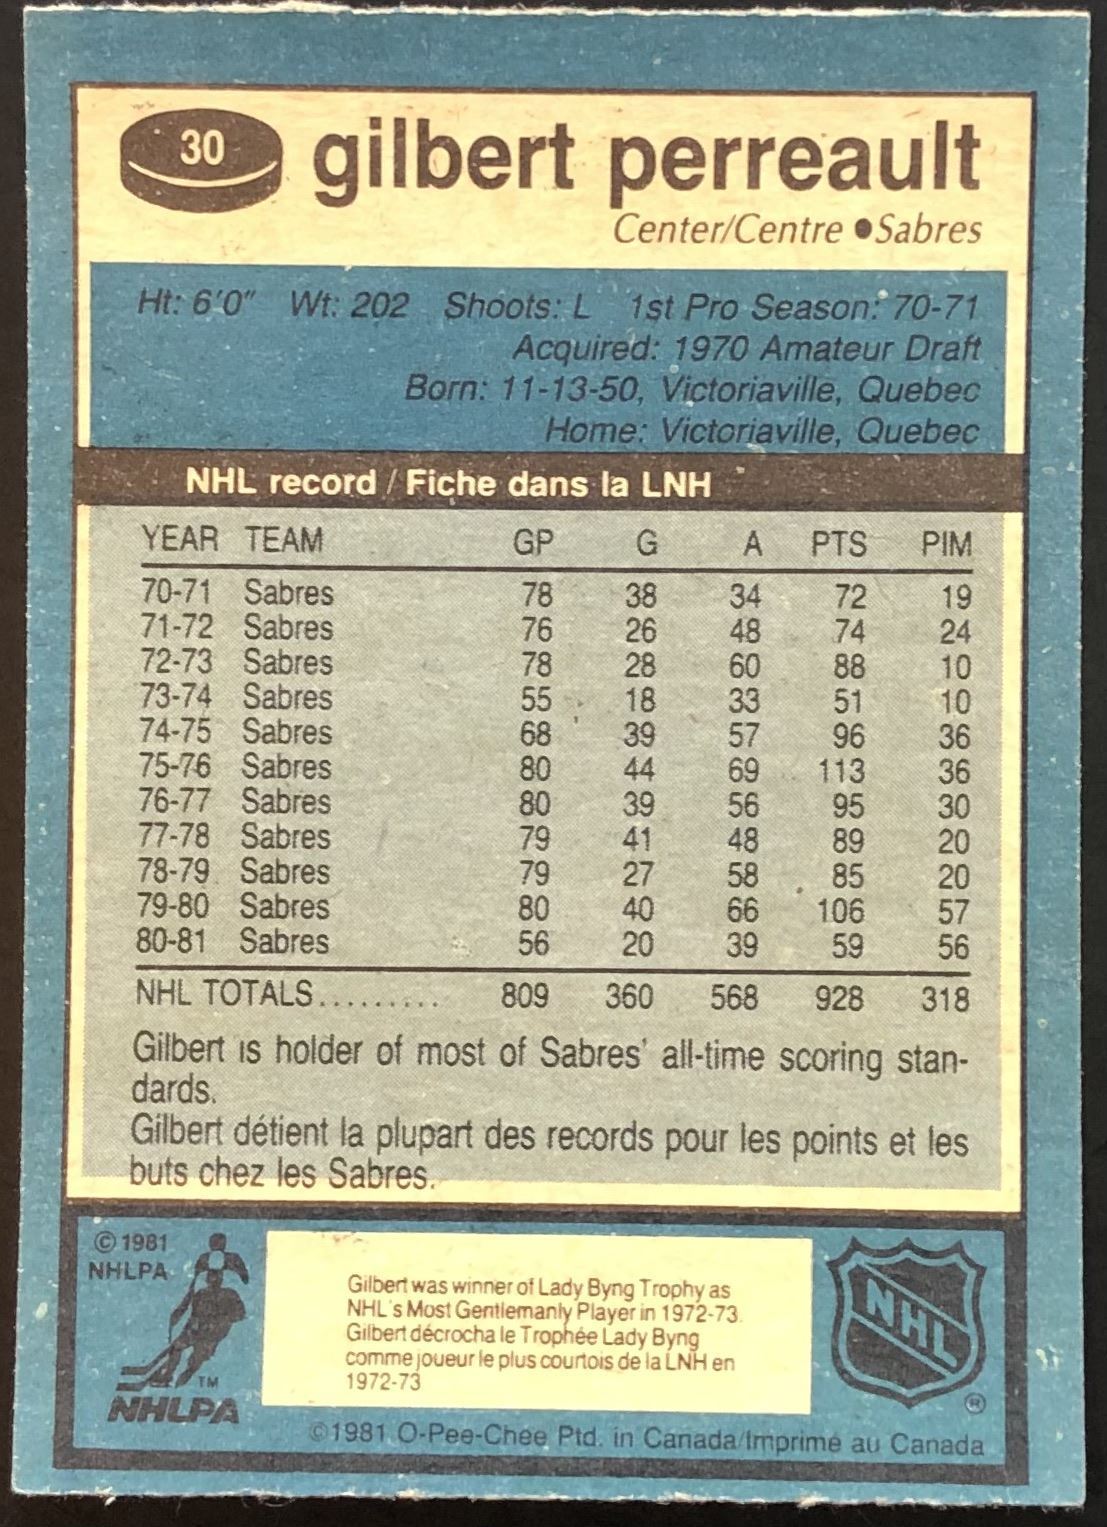 30 gilbert perreault
Center/Centre ●Sabres
Ht: 6'0" Wt: 202 Shoots: L 1st Pro Season: 70-71
Acquired: 1970 Amateur Draft
Born: 11-13-50, Victoriaville, Quebec
Home: Victoriaville, Quebec
NHL record / Fiche dans la LNH
YEAR TEAM GP G A PTS PIM
70-71 Sabres 78 38 34 72 19
71-72 Sabres 76 26 48 74 24
72-73 Sabres 78 28 60 88 10
73-74 Sabres 55 18 33 51 10
74-75 Sabres 68 39 57 96 36
75-76 Sabres 80 44 69 113 36
76-77 Sabres 80 39 56 95 30
77-78 Sabres 79 41 48 89 20
78-79 Sabres 79 27 58 85 20
79-80 Sabres 80 40 66 106 57
80-81 Sabres 56 20 39 59 56
NHL TOTALS......... 809 360 568 928 318
Gilbert is holder of most of Sabres' all-time scoring stan-
dards.
Gilbert détient la plupart des records pour les points et les
buts chez les Sabres.
©1981
NHLPA
TM
NHLPA
Gilbert was winner of Lady Byng Trophy as
NHL's Most Gentlemanly Player in 1972-73.
Gilbert décrocha le Trophée Lady Byng
comme joueur le plus courtois de la LNH en
1972-73
NHL
®
©1981 O-Pee-Chee Ptd. in Canada/Imprime au Canada